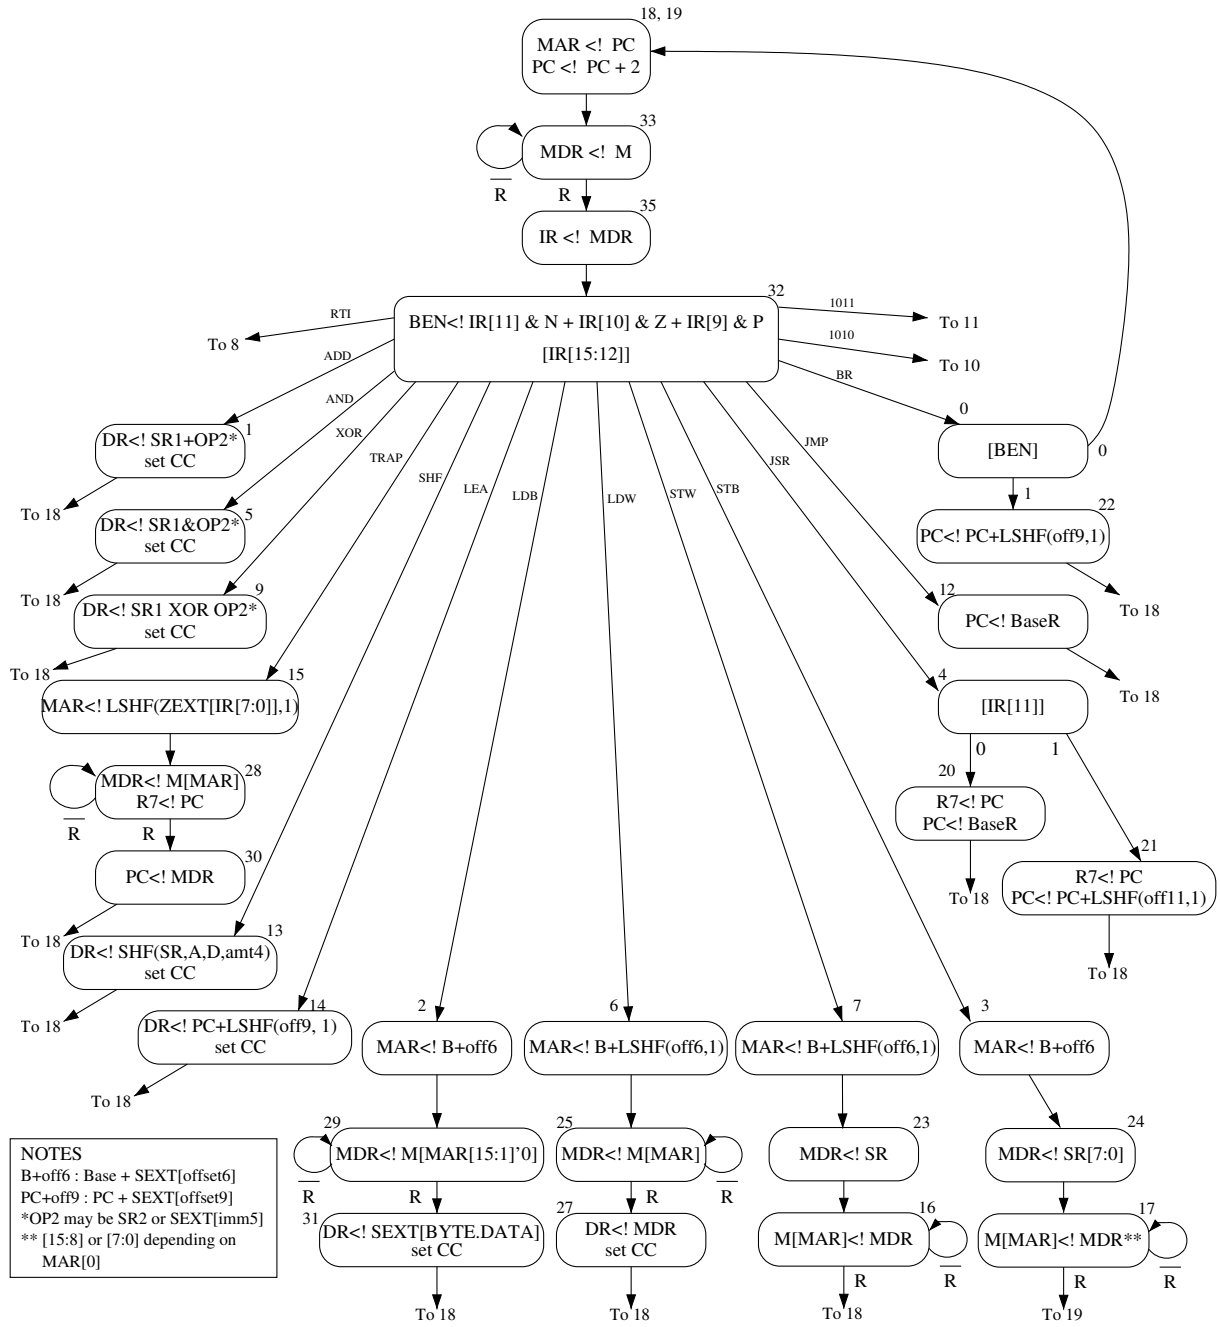 18, 19
MAR <! PC
PC <! PC + 2
33
MDR <! M
R
R
35
IR <! MDR
32
BEN<! IR[11] & N + IR[10] & Z + IR[9] & P
[IR[15:12]]
RTI
To 8
1011
To 11
1010
To 10
ADD
AND
XOR
TRAP
SHF
LEA
LDB
LDW
STW
STB
JSR
JMP
BR
1
DR<! SR1+OP2*
set CC
To 18
0
[BEN]
0
1
5
DR<! SR1&OP2*
set CC
To 18
22
PC<! PC+LSHF(off9,1)
To 18
9
DR<! SR1 XOR OP2*
set CC
To 18
12
PC<! BaseR
To 18
15
MAR<! LSHF(ZEXT[IR[7:0]],1)
4
[IR[11]]
0
1
28
MDR<! M[MAR]
R7<! PC
R
R
20
R7<! PC
PC<! BaseR
To 18
30
PC<! MDR
To 18
21
R7<! PC
PC<! PC+LSHF(off11,1)
To 18
13
DR<! SHF(SR,A,D,amt4)
set CC
To 18
14
DR<! PC+LSHF(off9, 1)
set CC
To 18
2
MAR<! B+off6
6
MAR<! B+LSHF(off6,1)
7
MAR<! B+LSHF(off6,1)
3
MAR<! B+off6
29
MDR<! M[MAR[15:1]'0]
R
R
25
MDR<! M[MAR]
R
R
23
MDR<! SR
24
MDR<! SR[7:0]
31
DR<! SEXT[BYTE.DATA]
set CC
To 18
27
DR<! MDR
set CC
To 18
16
M[MAR]<! MDR
R
R
To 18
17
M[MAR]<! MDR**
R
R
To 19
NOTES
B+off6 : Base + SEXT[offset6]
PC+off9 : PC + SEXT[offset9]
*OP2 may be SR2 or SEXT[imm5]
** [15:8] or [7:0] depending on
MAR[0]